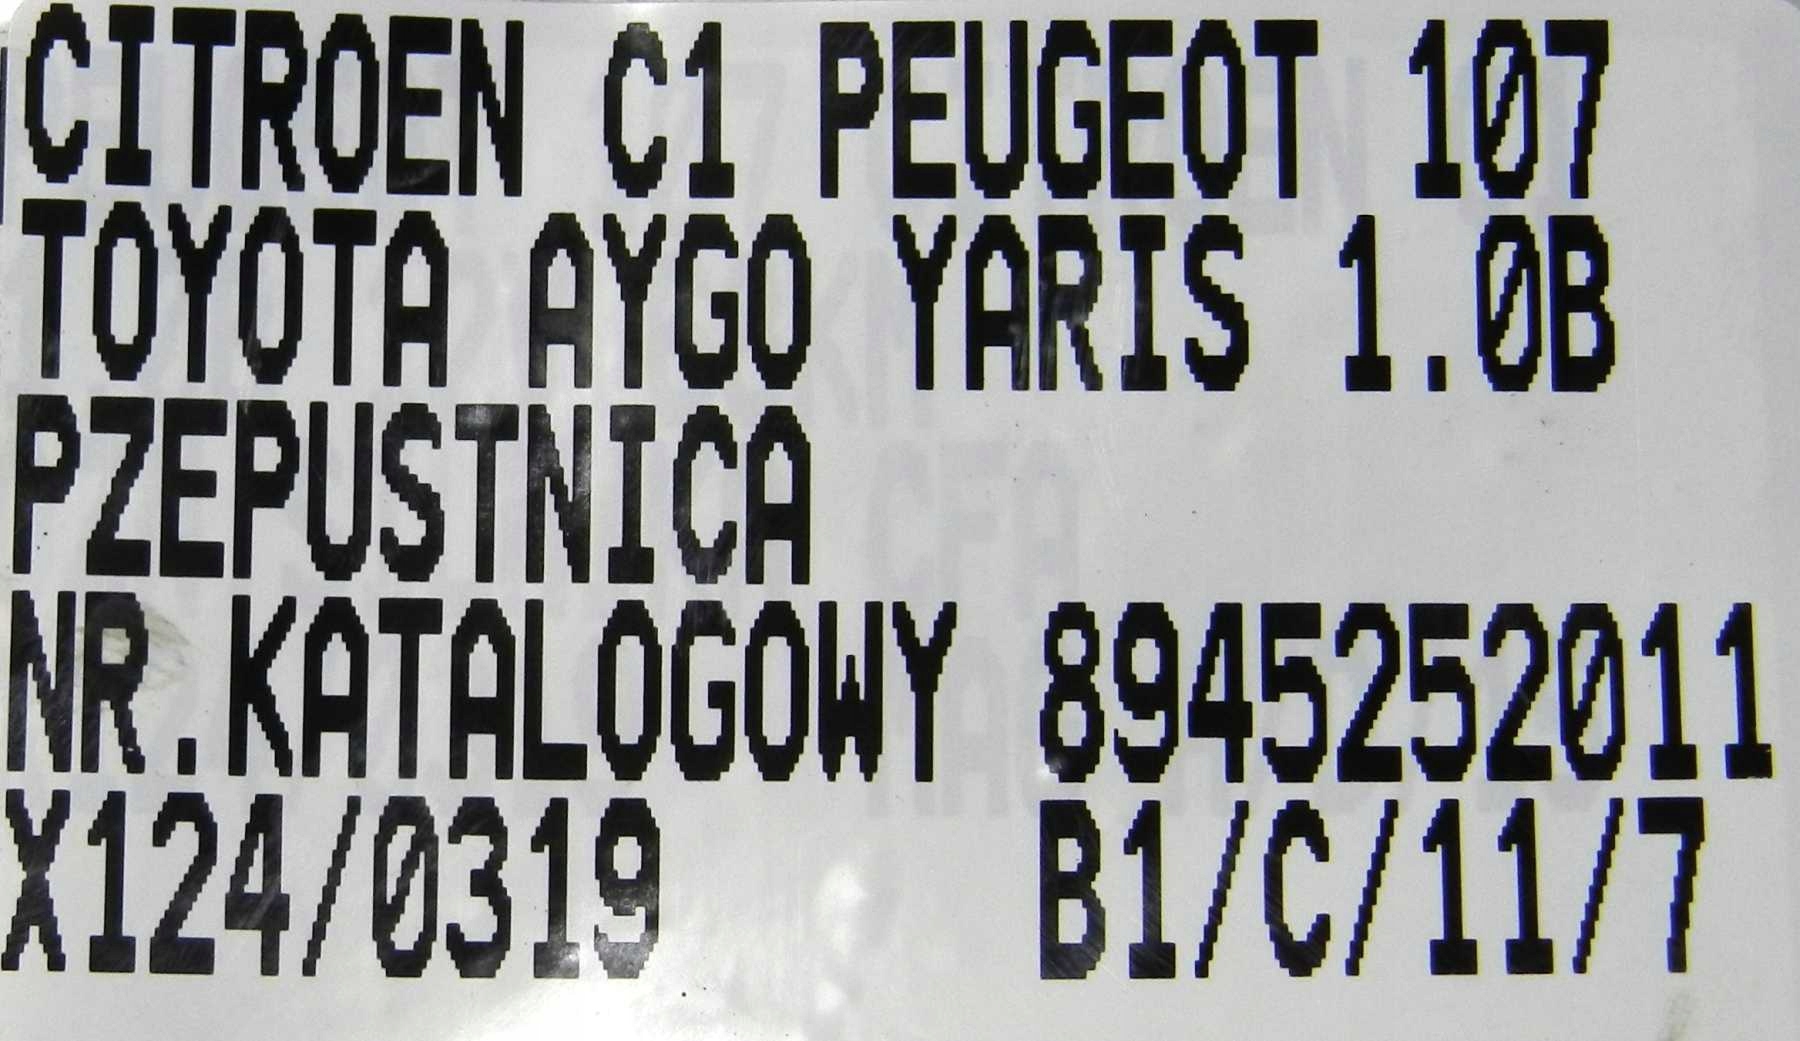 CITROEN C1 PEUGEOT 107
TOYOTA AYGO YARIS 1.0B
PZEPUSTNICA
NR.KATALOGOWY 8945252011
X124/0319 B1/C/11/7